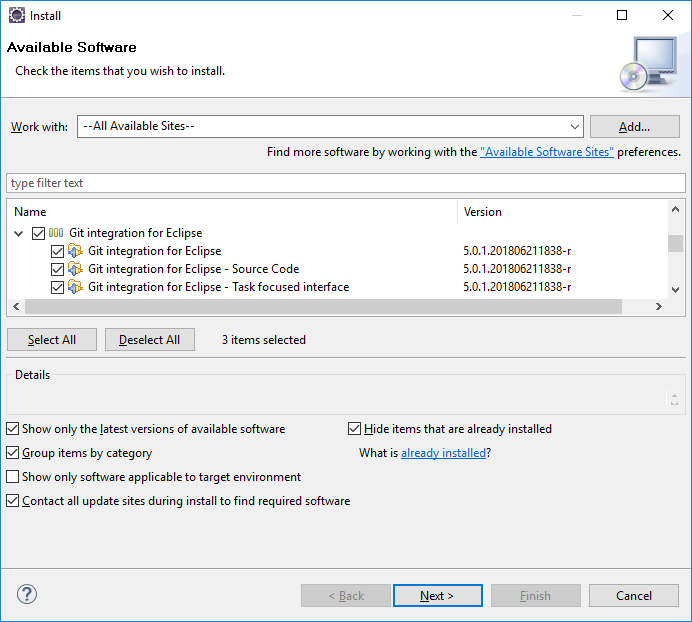 Install
Available Software
Check the items that you wish to install.
Work with: --All Available Sites-- Add...
Find more software by working with the "Available Software Sites" preferences.
type filter text
Name Version
Git integration for Eclipse
Git integration for Eclipse 5.0.1.201806211838-r
Git integration for Eclipse - Source Code 5.0.1.201806211838-r
Git integration for Eclipse - Task focused interface 5.0.1.201806211838-r
Select All Deselect All 3 items selected
Details
Show only the latest versions of available software Hide items that are already installed
Group items by category What is already installed?
Show only software applicable to target environment
Contact all update sites during install to find required software
? < Back Next > Finish Cancel